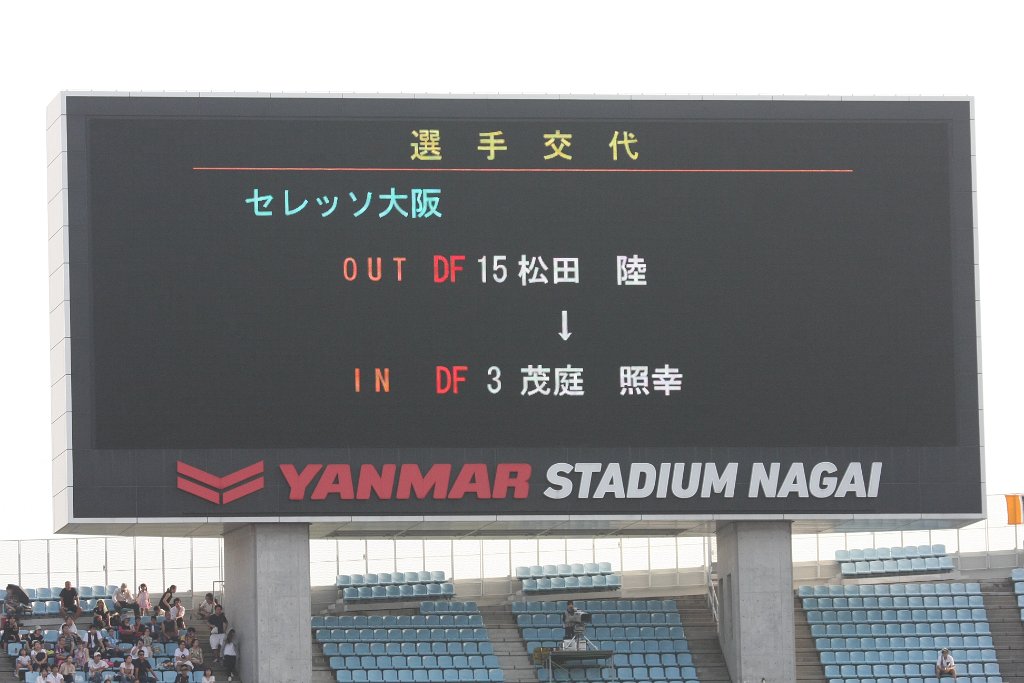 選手交代
セレッソ大阪
OUT DF 15 松田 陸
↓
IN DF 3 茂庭 照幸
YANMAR STADIUM NAGAI